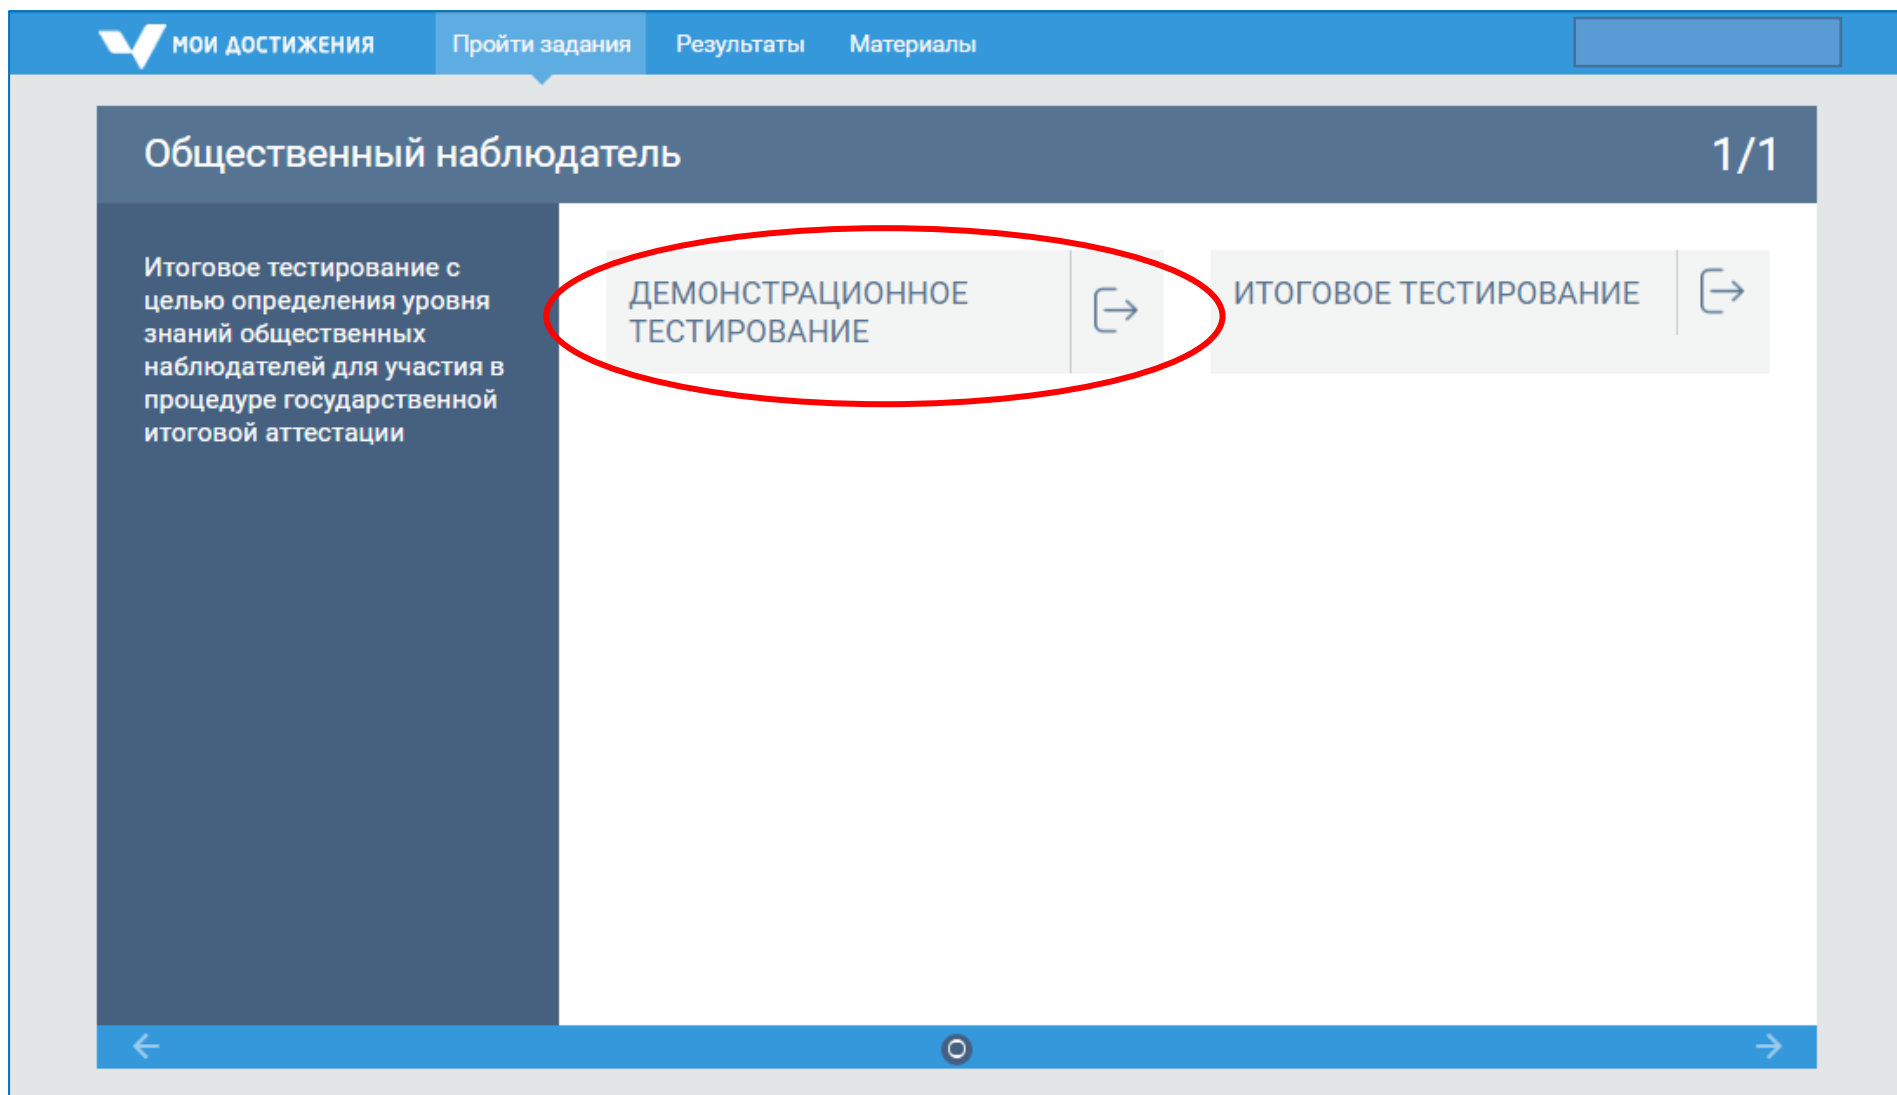 МОИ ДОСТИЖЕНИЯ
Пройти задания
Результаты
Материалы
Общественный наблюдатель
1/1
Итоговое тестирование с
целью определения уровня
знаний общественных
наблюдателей для участия в
процедуре государственной
итоговой аттестации
ДЕМОНСТРАЦИОННОЕ
ТЕСТИРОВАНИЕ
ИТОГОВОЕ ТЕСТИРОВАНИЕ